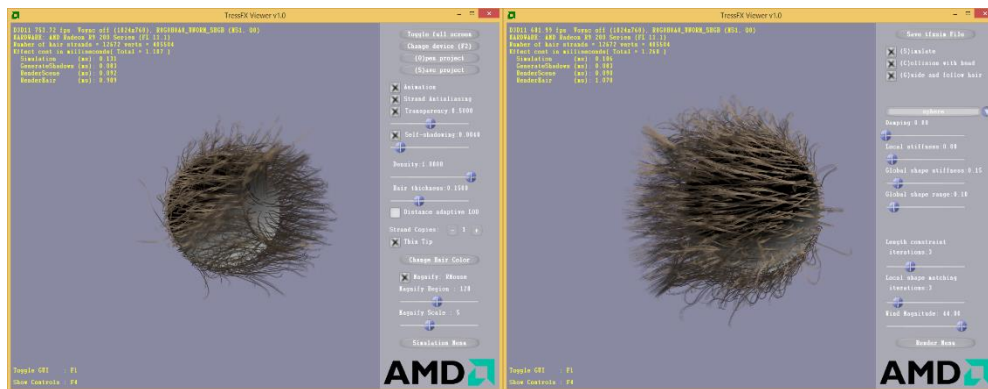 TressFX Viewer v1.0
D3D11 753.72 fps Vsync off (1024x768), R8G8B8A8_UNORM_SRGB (MS1, Q0)
HARDWARE: AMD Radeon R9 200 Series [FL 11.1]
Number of hair strands = 12672 verts = 405504
Effect cost in milliseconds( Total = 1.187 )
Simulation (ms): 0.131
GenerateShadows (ms): 0.003
RenderScene (ms): 0.092
RenderHair (ms): 0.909
Toggle full screen
Change device (F2)
(O)pen project
(S)ave project
Animation
Strand Antialiasing
Transparency:0.5000
Self-shadowing:0.0000
Density:1.0000
Hair thickness:0.1500
Distance adaptive LOD
Strand Copies: - 1 +
Thin Tip
Change Hair Color
Magnify: RMouse
Magnify Region : 128
Magnify Scale : 5
Simulation Menu
Toggle GUI : F1
Show Controls : F4
AMD
TressFX Viewer v1.0
D3D11 681.99 fps Vsync off (1024x768), R8G8B8A8_UNORM_SRGB (MS1, Q0)
HARDWARE: AMD Radeon R9 200 Series [FL 11.1]
Number of hair strands = 12672 verts = 405504
Effect cost in milliseconds( Total = 1.268 )
Simulation (ms): 0.106
GenerateShadows (ms): 0.003
RenderScene (ms): 0.090
RenderHair (ms): 1.070
Save tfxsim File
(S)imulate
(C)ollision with head
(G)uide and follow hair
sphere
Damping:0.00
Local stiffness:0.00
Global shape stiffness:0.15
Global shape range:0.10
Length constraint
iterations:5
Local shape matching
iterations:3
Wind Magnitude: 44.00
Render Menu
Toggle GUI : F1
Show Controls : F4
AMD